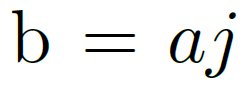 b = aj